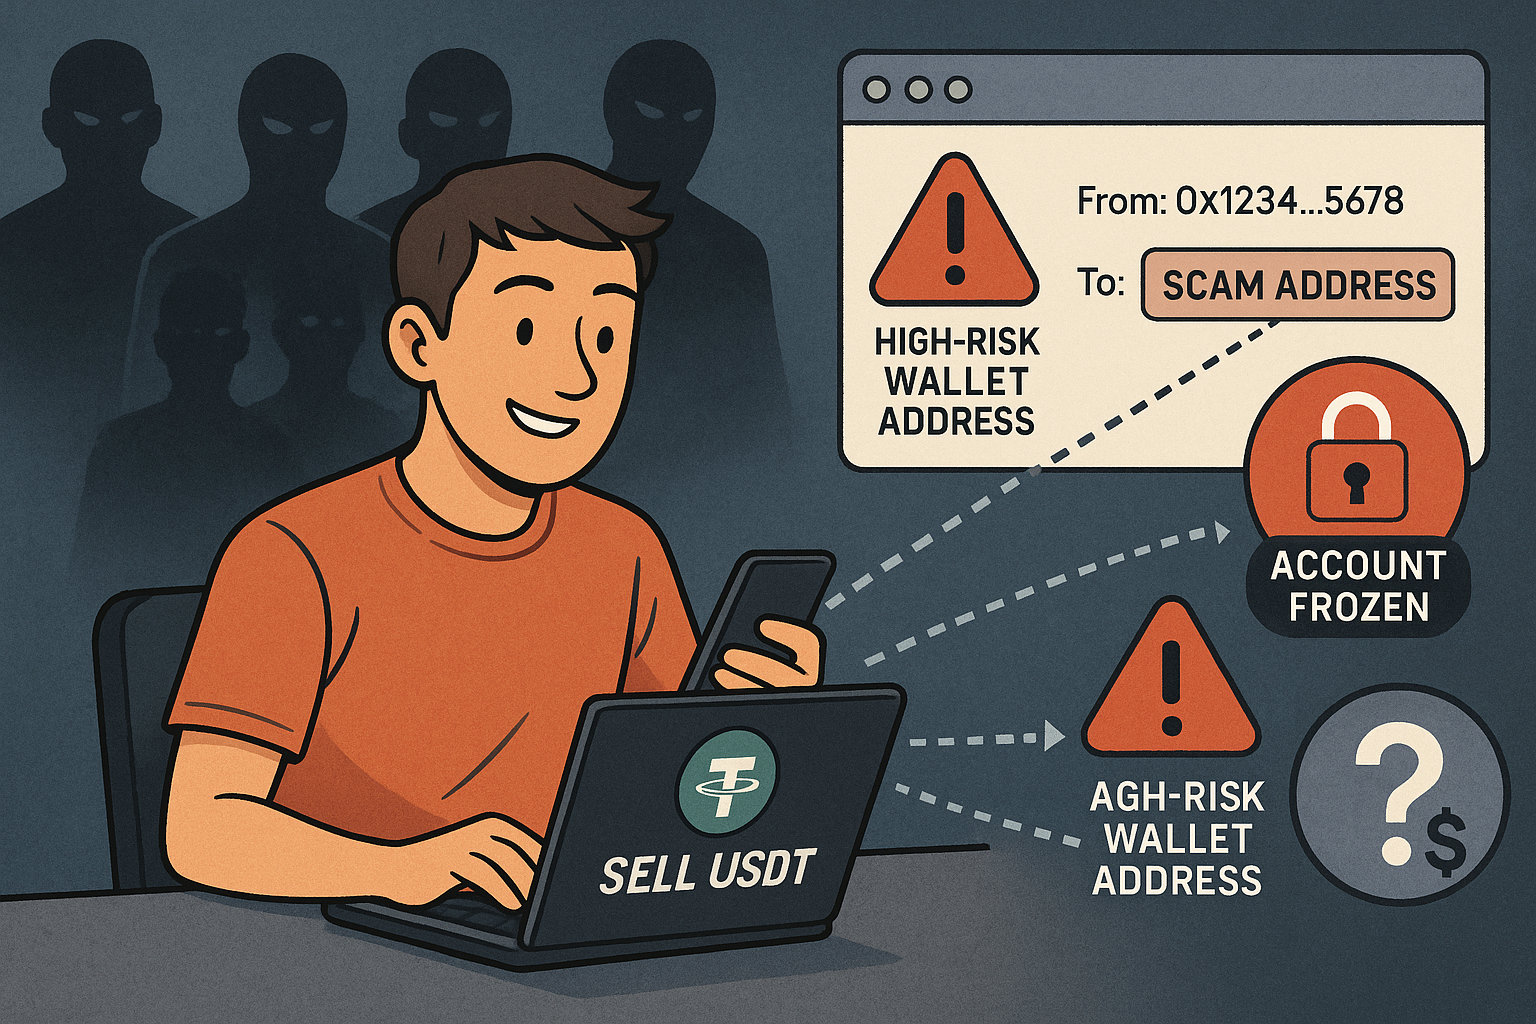 From: 0x1234...5678
To: SCAM ADDRESS
HIGH-RISK
WALLET
ADDRESS
ACCOUNT
FROZEN
AGH-RISK
WALLET
ADDRESS
?
$
SELL USDT